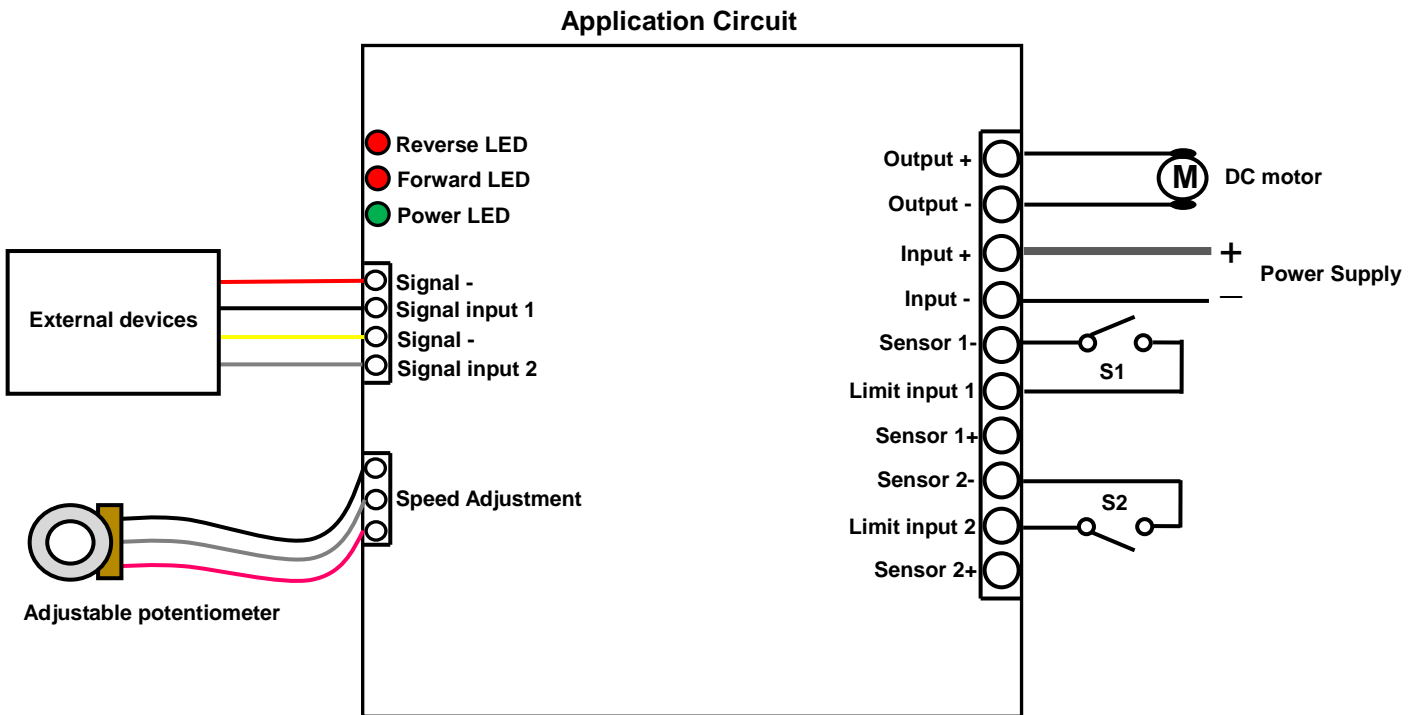 Application Circuit
Reverse LED
Forward LED
Power LED
External devices
Signal -
Signal input 1
Signal -
Signal input 2
Speed Adjustment
Adjustable potentiometer
Output +
Output -
Input +
Input -
Sensor 1-
Limit input 1
Sensor 1+
Sensor 2-
Limit input 2
Sensor 2+
M
DC motor
+
Power Supply
–
S1
S2